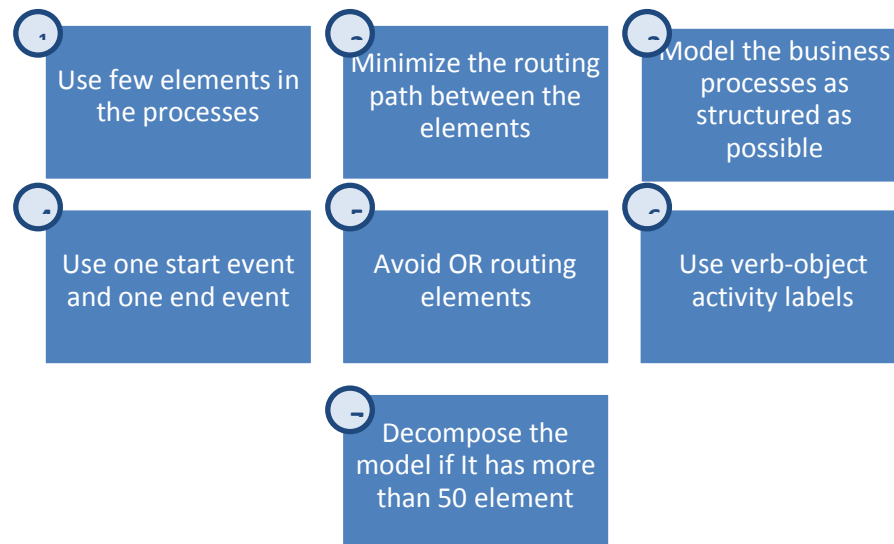 Use few elements in
the processes
Minimize the routing
path between the
elements
Model the business
processes as
structured as
possible
Use one start event
and one end event
Avoid OR routing
elements
Use verb-object
activity labels
Decompose the
model if It has more
than 50 element